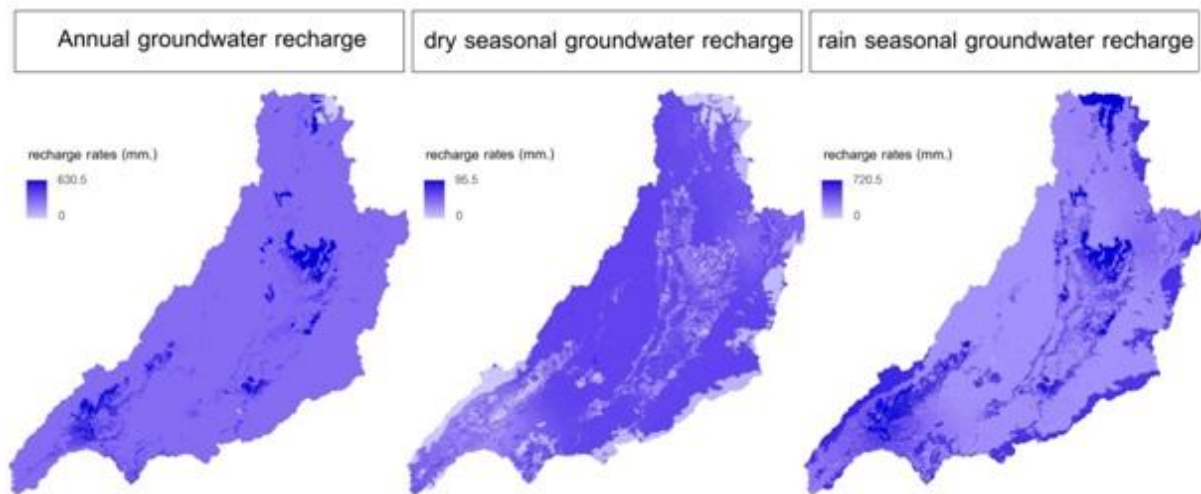 Annual groundwater recharge
dry seasonal groundwater recharge
rain seasonal groundwater recharge
recharge rates (mm.)
630.5
0
recharge rates (mm.)
95.5
0
recharge rates (mm.)
720.5
0